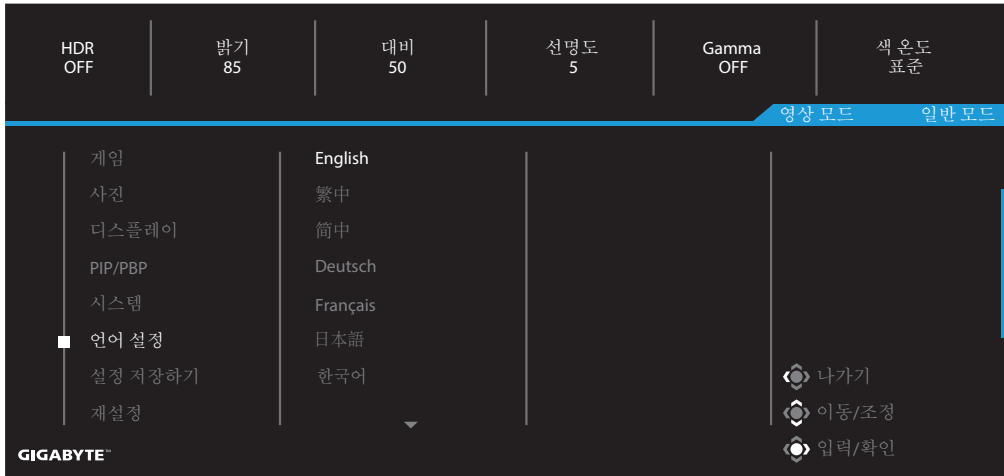 HDR
OFF
밝기
85
대비
50
선명도
5
Gamma
OFF
색 온도
표준
영상 모드
일반 모드
게임
사진
디스플레이
PIP/PBP
시스템
언어 설정
설정 저장하기
재설정
English
繁中
简中
Deutsch
Français
日本語
한국어
나가기
이동/조정
입력/확인
GIGABYTE™